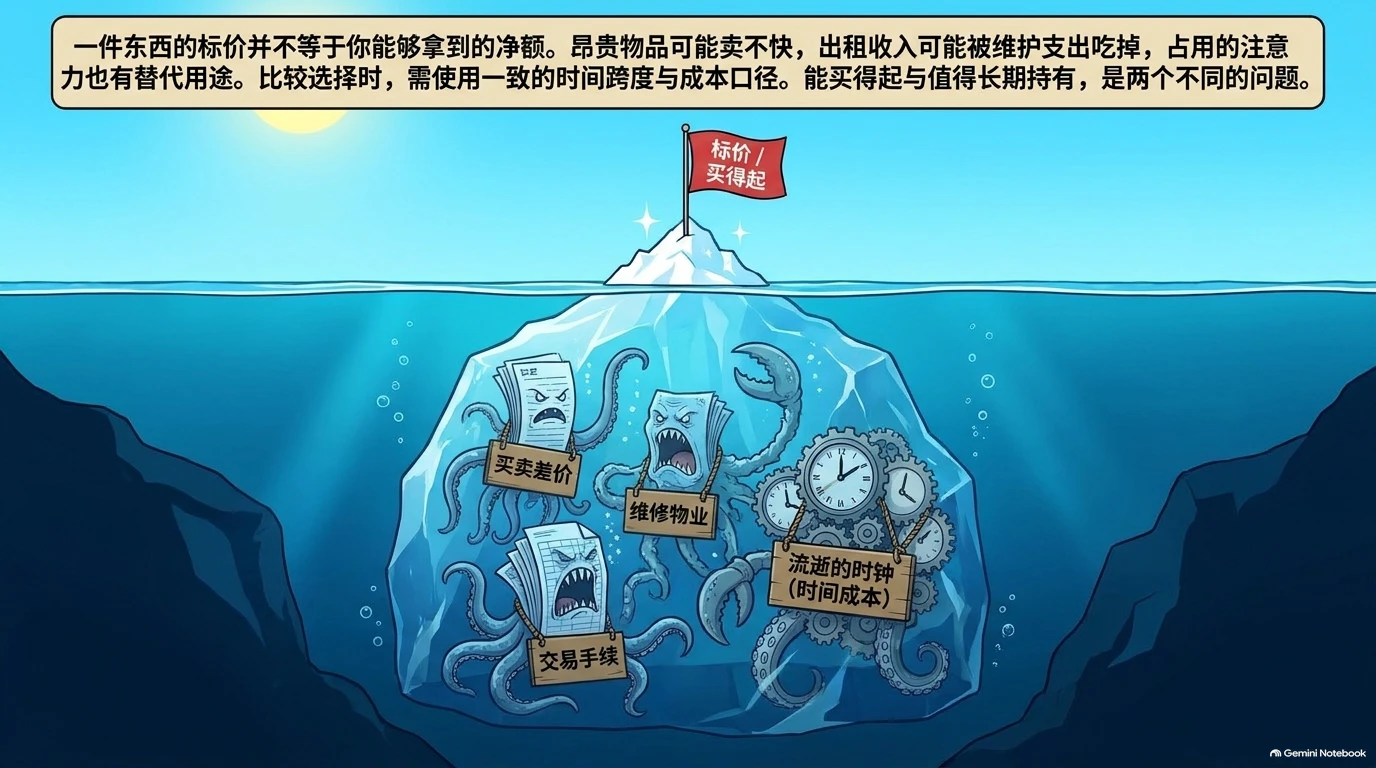 一件东西的标价并不等于你能够拿到的净额。昂贵物品可能卖不快，出租收入可能被维护支出吃掉，占用的注意
力也有替代用途。比较选择时，需使用一致的时间跨度与成本口径。能买得起与值得长期持有，是两个不同的问题。
标价 /
买得起
买卖差价
维修物业
流逝的时钟
（时间成本）
交易手续
Gemini Notebook